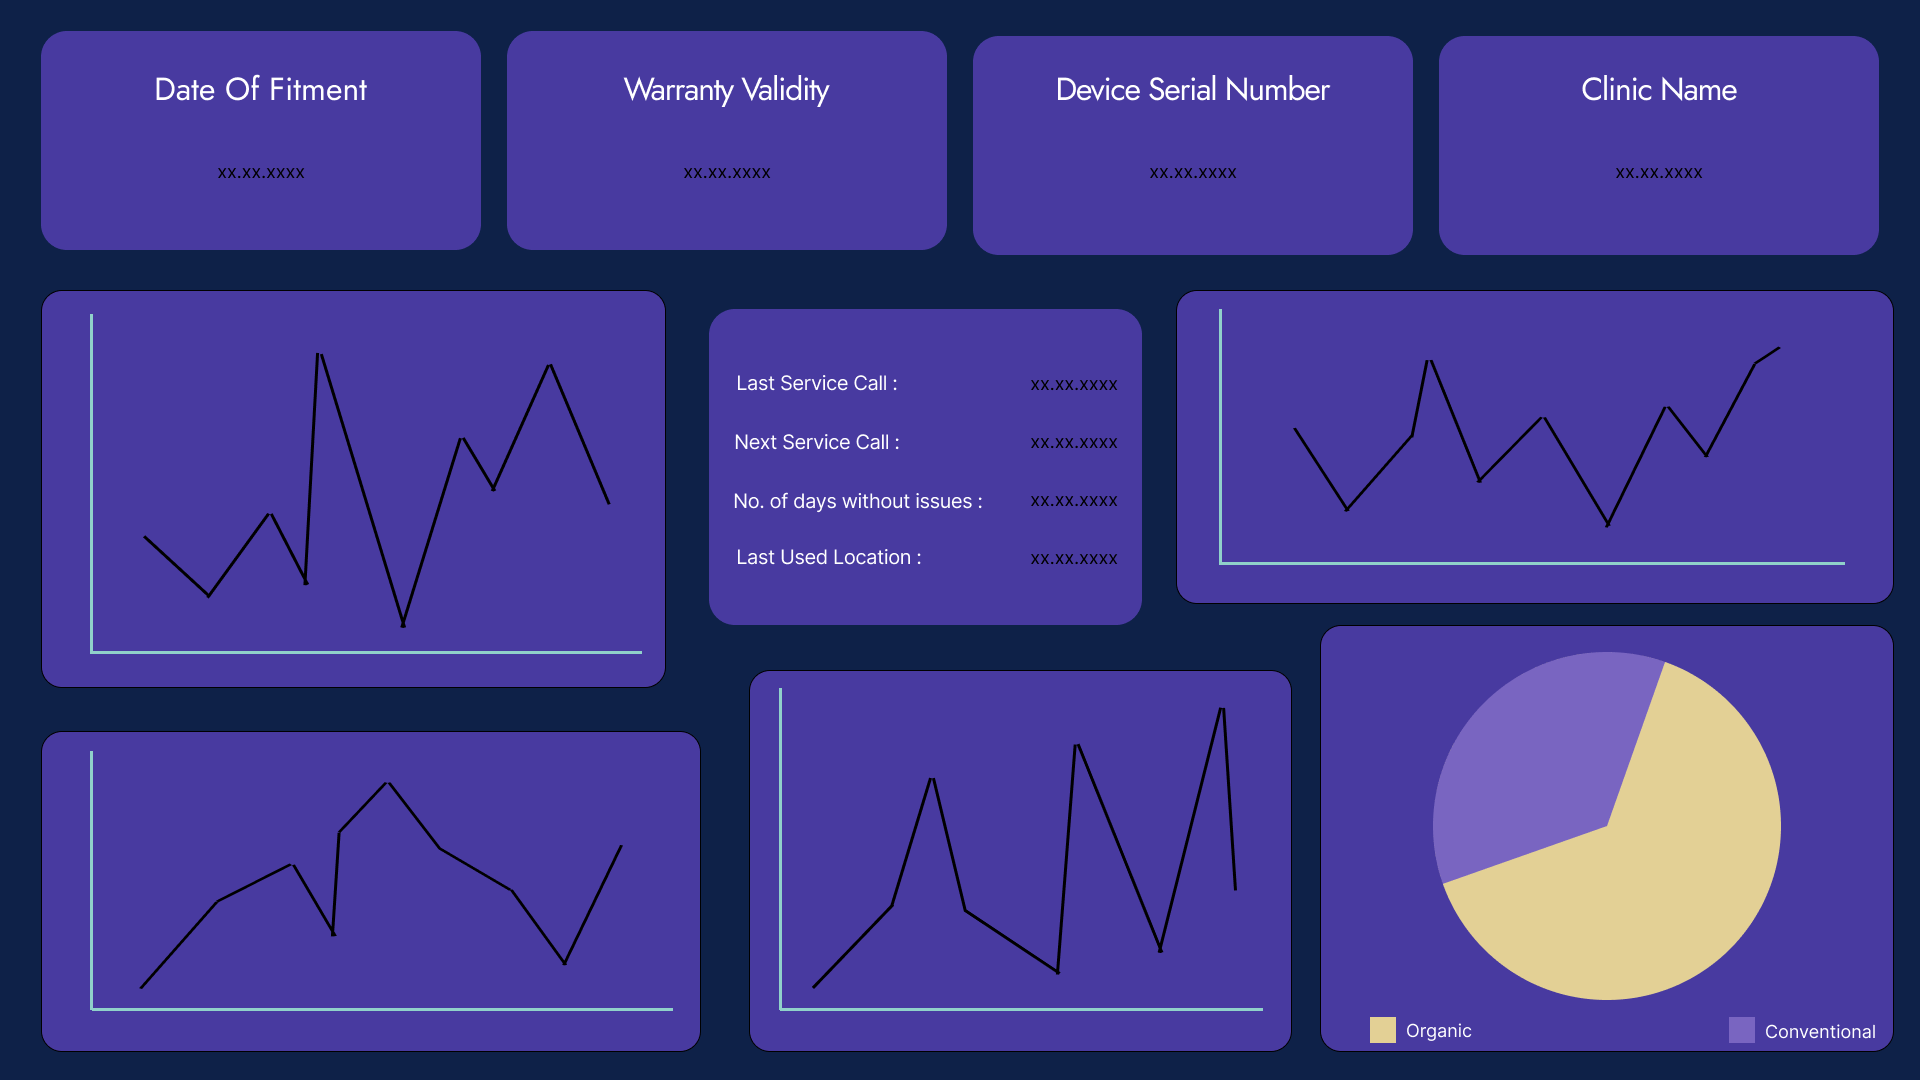 Date Of Fitment
Warranty Validity
Device Serial Number
Clinic Name
xx.xx.xxxx
xx.xx.xxxx
xx.xx.xxxx
xx.xx.xxxx
Last Service Call : xx.xx.xxxx
Next Service Call : xx.xx.xxxx
No. of days without issues : xx.xx.xxxx
Last Used Location : xx.xx.xxxx
Organic
Conventional